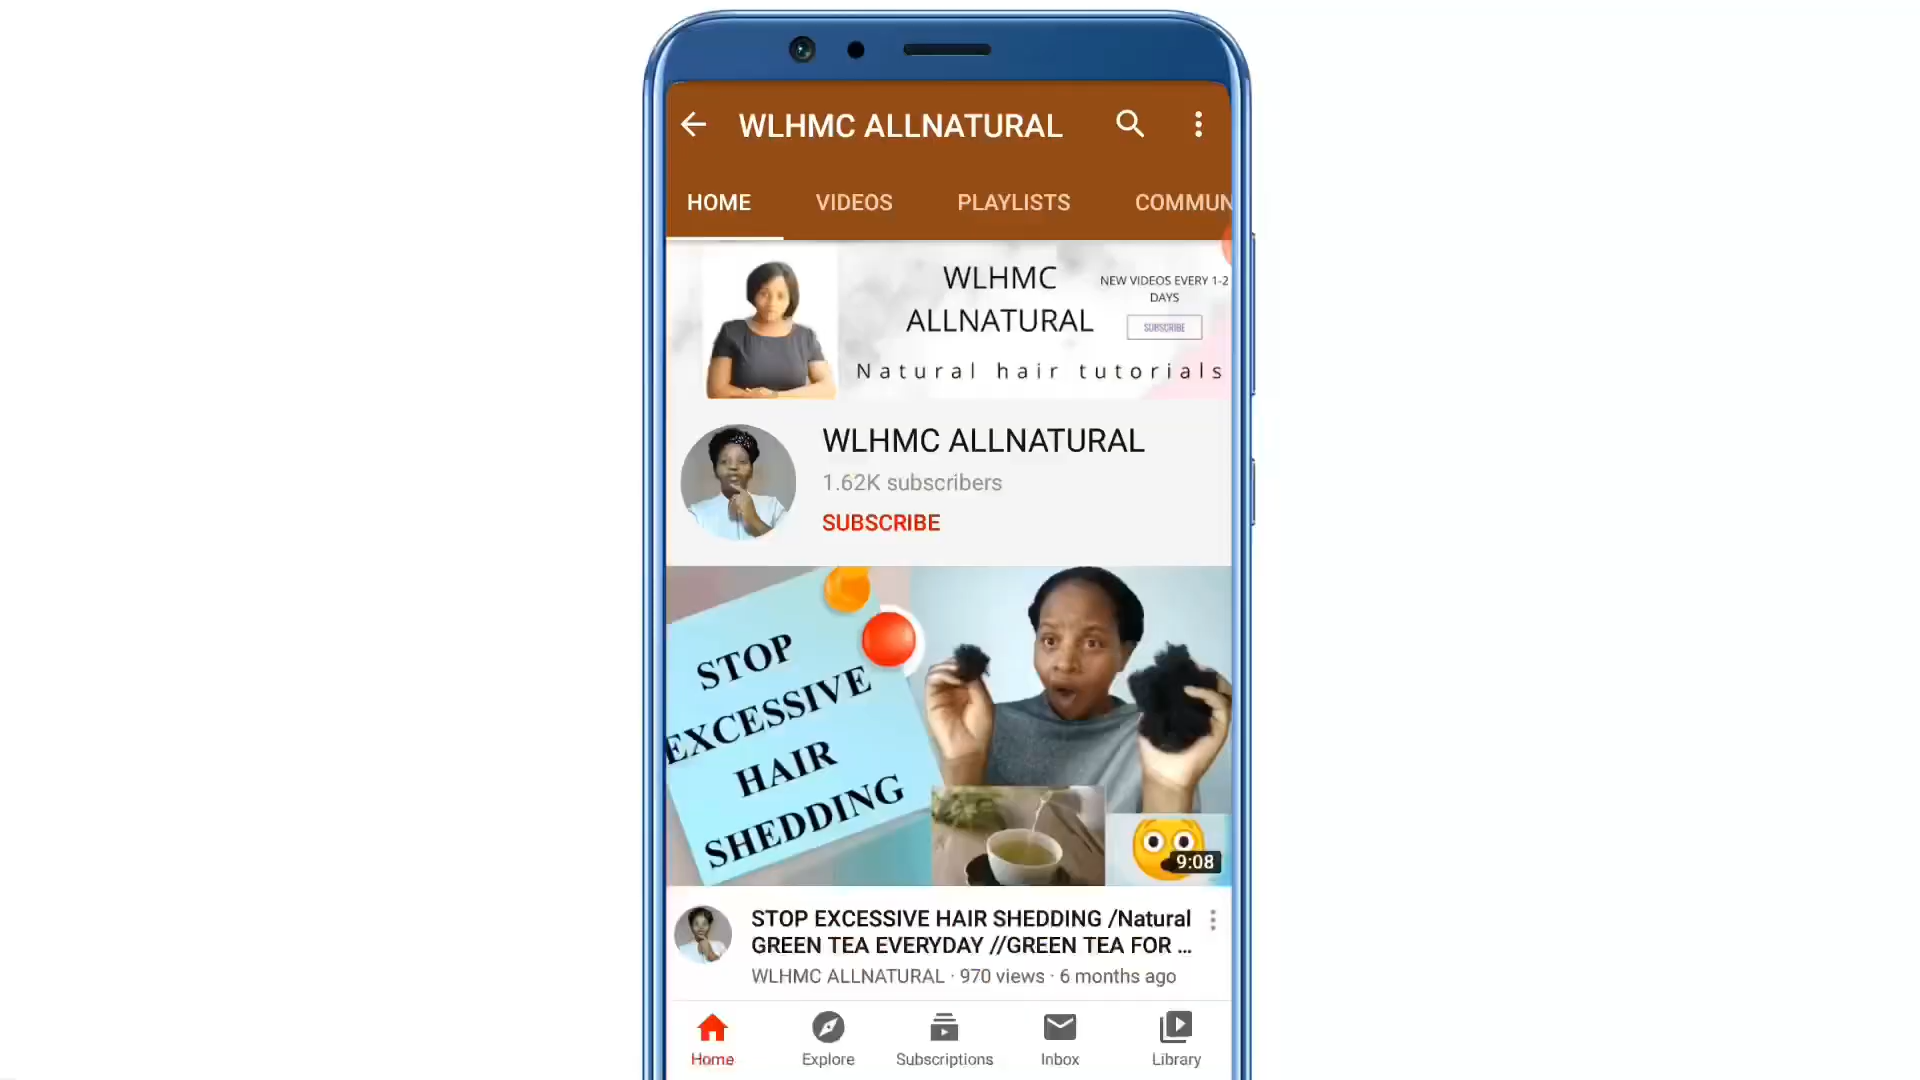 WLHMC ALLNATURAL
HOME VIDEOS PLAYLISTS COMMUN
WLHMC
ALLNATURAL
NEW VIDEOS EVERY 1-2
DAYS
SUBSCRIBE
Natural hair tutorials
WLHMC ALLNATURAL
1.62K subscribers
SUBSCRIBE
STOP
EXCESSIVE
HAIR
SHEDDING
9:08
STOP EXCESSIVE HAIR SHEDDING /Natural
GREEN TEA EVERYDAY //GREEN TEA FOR ...
WLHMC ALLNATURAL · 970 views · 6 months ago
Home Explore Subscriptions Inbox Library